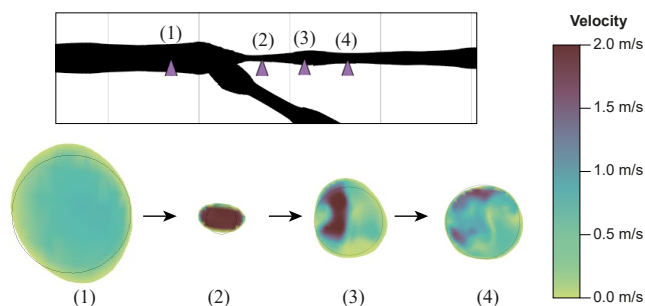 Velocity
(1)
(2)
(3)
(4)
2.0 m/s
1.5 m/s
1.0 m/s
0.5 m/s
0.0 m/s
(1)
(2)
(3)
(4)